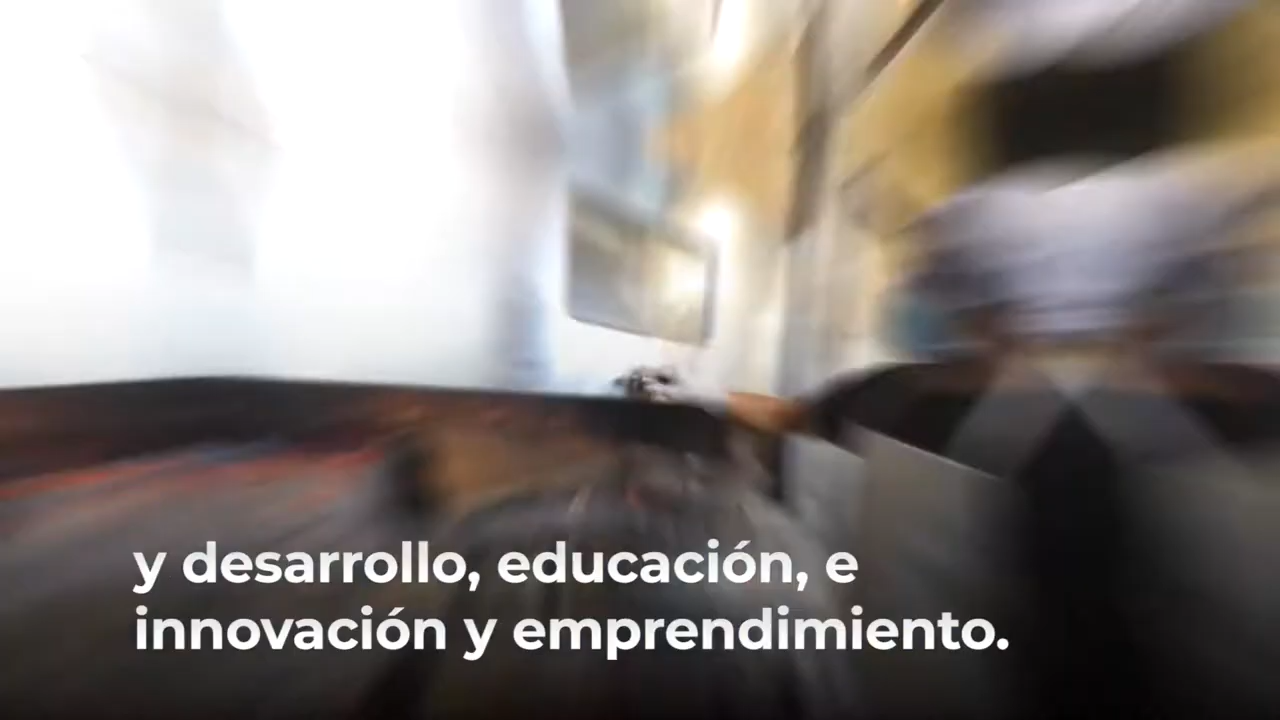 y desarrollo, educación, e
innovación y emprendimiento.